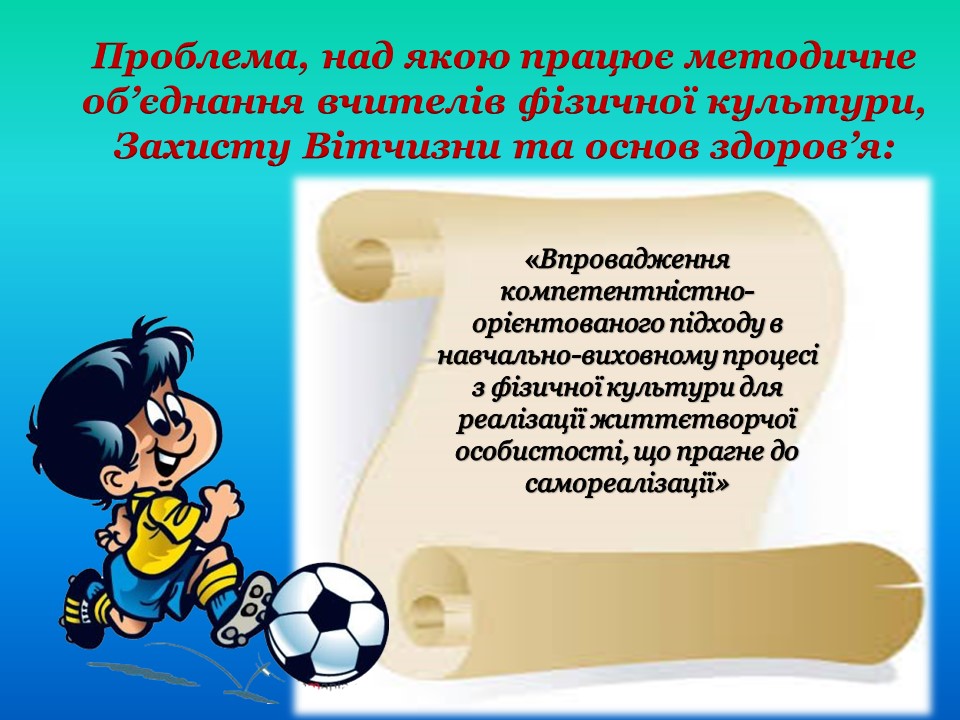 Проблема, над якою працює методичне
об’єднання вчителів фізичної культури,
Захисту Вітчизни та основ здоров’я:
«Впровадження
компетентністно-
орієнтованого підходу в
навчально-виховному процесі
з фізичної культури для
реалізації життєтворчої
особистості, що прагне до
самореалізації»